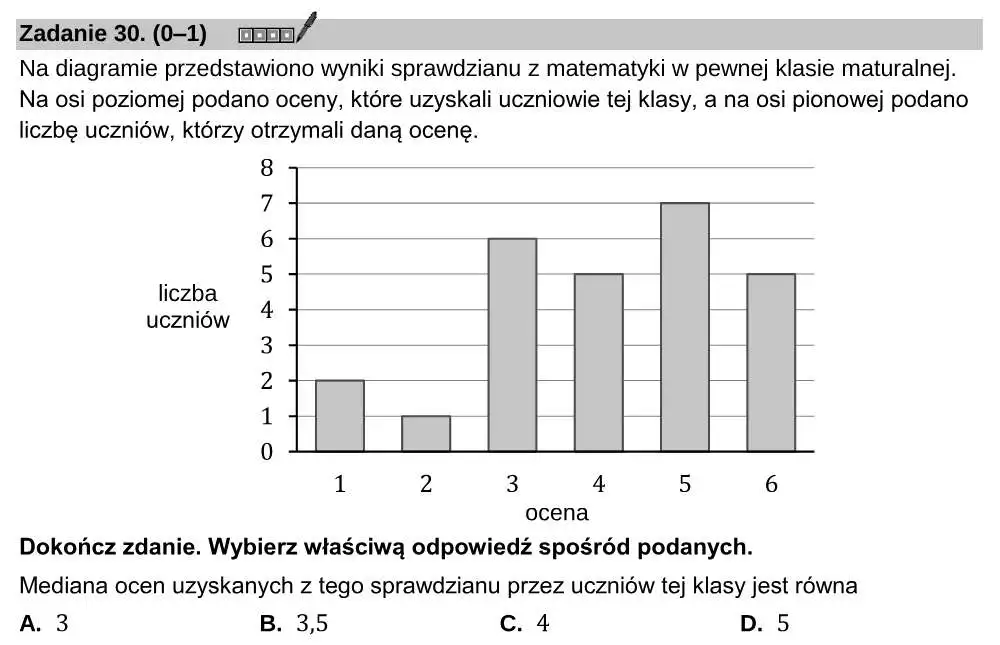 Zadanie 30. (0–1)
Na diagramie przedstawiono wyniki sprawdzianu z matematyki w pewnej klasie maturalnej.
Na osi poziomej podano oceny, które uzyskali uczniowie tej klasy, a na osi pionowej podano
liczbę uczniów, którzy otrzymali daną ocenę.
8
7
6
5
4
3
2
1
0
liczba
uczniów
1 2 3 4 5 6
ocena
Dokończ zdanie. Wybierz właściwą odpowiedź spośród podanych.
Mediana ocen uzyskanych z tego sprawdzianu przez uczniów tej klasy jest równa
A. 3 B. 3,5 C. 4 D. 5